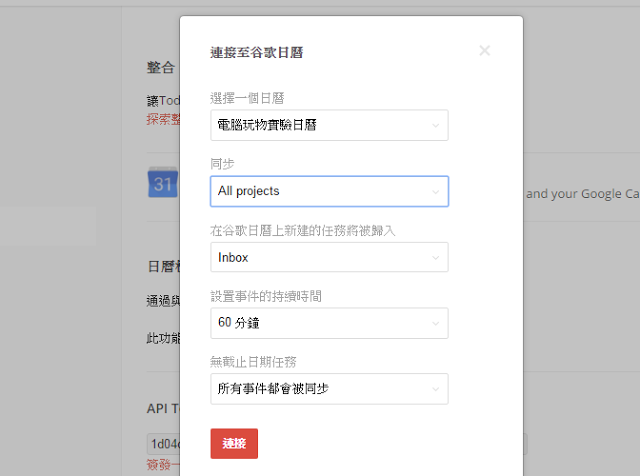 連接至谷歌日曆
整合
選擇一個日曆
讓Tod
電腦玩物實驗日曆
探索整
同步
31
All projects
and your Google Ca
在谷歌日曆上新建的任務將被歸入
Inbox
日曆
設置事件的持續時間
通過與
60 分鐘
此功能
無截止日期任務
所有事件都會被同步
API T
連接
1d04
簽發一